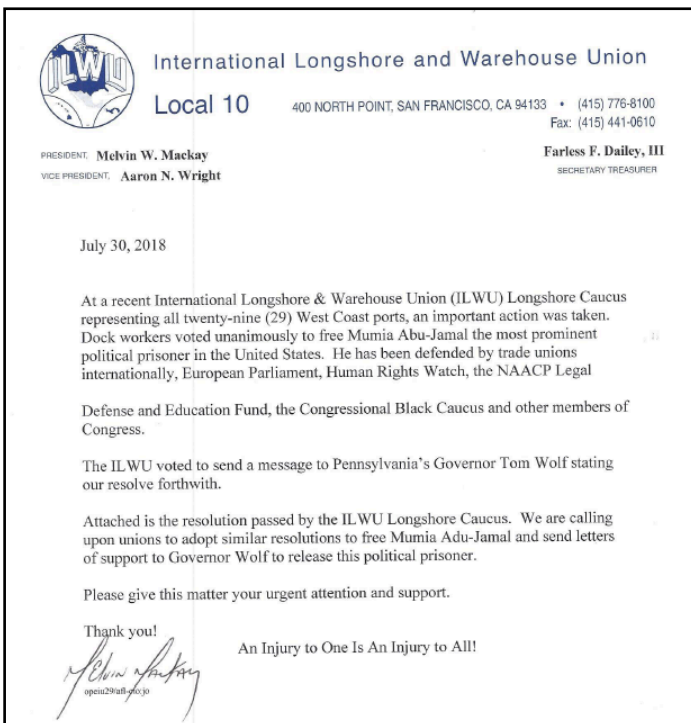 ILWU
International Longshore and Warehouse Union
Local 10 400 NORTH POINT, SAN FRANCISCO, CA 94133 • (415) 776-8100
Fax: (415) 441-0610
PRESIDENT, Melvin W. Mackay
VICE PRESIDENT, Aaron N. Wright
Farless F. Dailey, III
SECRETARY TREASURER
July 30, 2018
At a recent International Longshore & Warehouse Union (ILWU) Longshore Caucus
representing all twenty-nine (29) West Coast ports, an important action was taken.
Dock workers voted unanimously to free Mumia Abu-Jamal the most prominent
political prisoner in the United States. He has been defended by trade unions
internationally, European Parliament, Human Rights Watch, the NAACP Legal
Defense and Education Fund, the Congressional Black Caucus and other members of
Congress.
The ILWU voted to send a message to Pennsylvania's Governor Tom Wolf stating
our resolve forthwith.
Attached is the resolution passed by the ILWU Longshore Caucus. We are calling
upon unions to adopt similar resolutions to free Mumia Adu-Jamal and send letters
of support to Governor Wolf to release this political prisoner.
Please give this matter your urgent attention and support.
Thank you!
An Injury to One Is An Injury to All!
Melvin Mackay
opeiu29/afl-cio:jo